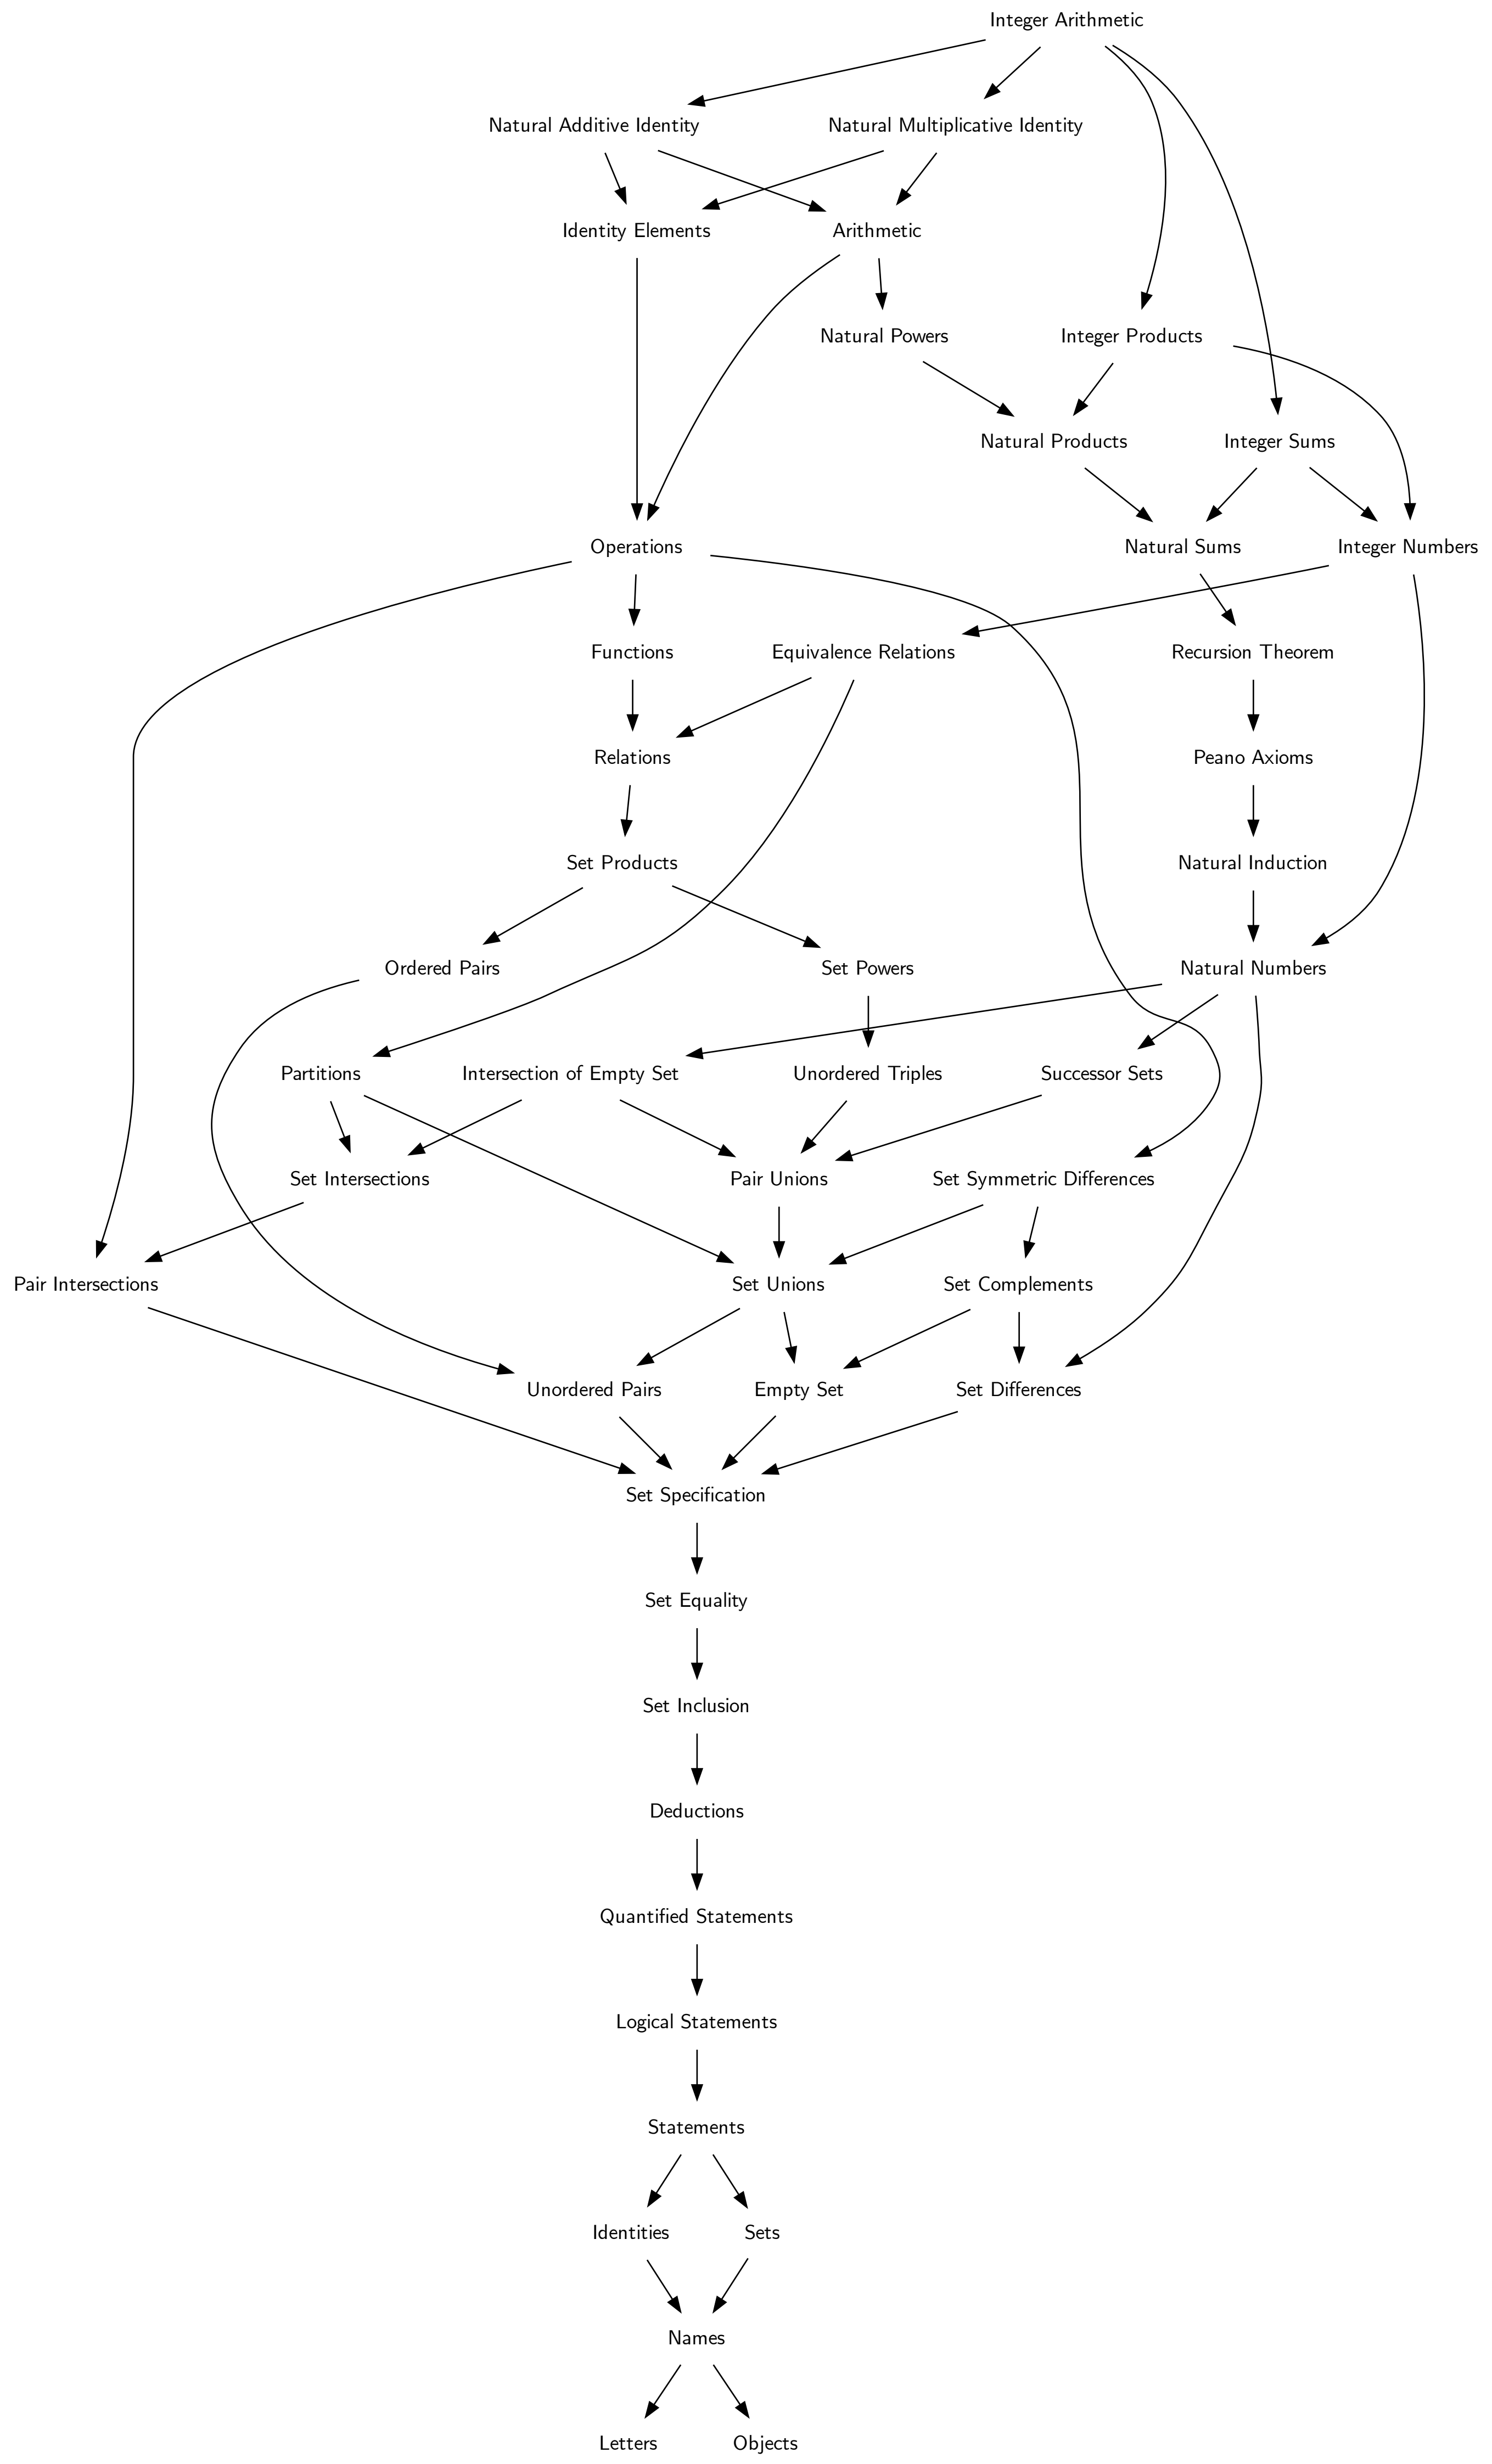 Integer Arithmetic
Natural Additive Identity
Natural Multiplicative Identity
Identity Elements
Arithmetic
Natural Powers
Integer Products
Natural Products
Integer Sums
Operations
Natural Sums
Integer Numbers
Functions
Equivalence Relations
Recursion Theorem
Relations
Peano Axioms
Set Products
Natural Induction
Ordered Pairs
Set Powers
Natural Numbers
Partitions
Intersection of Empty Set
Unordered Triples
Successor Sets
Set Intersections
Pair Unions
Set Symmetric Differences
Pair Intersections
Set Unions
Set Complements
Unordered Pairs
Empty Set
Set Differences
Set Specification
Set Equality
Set Inclusion
Deductions
Quantified Statements
Logical Statements
Statements
Identities
Sets
Names
Letters
Objects